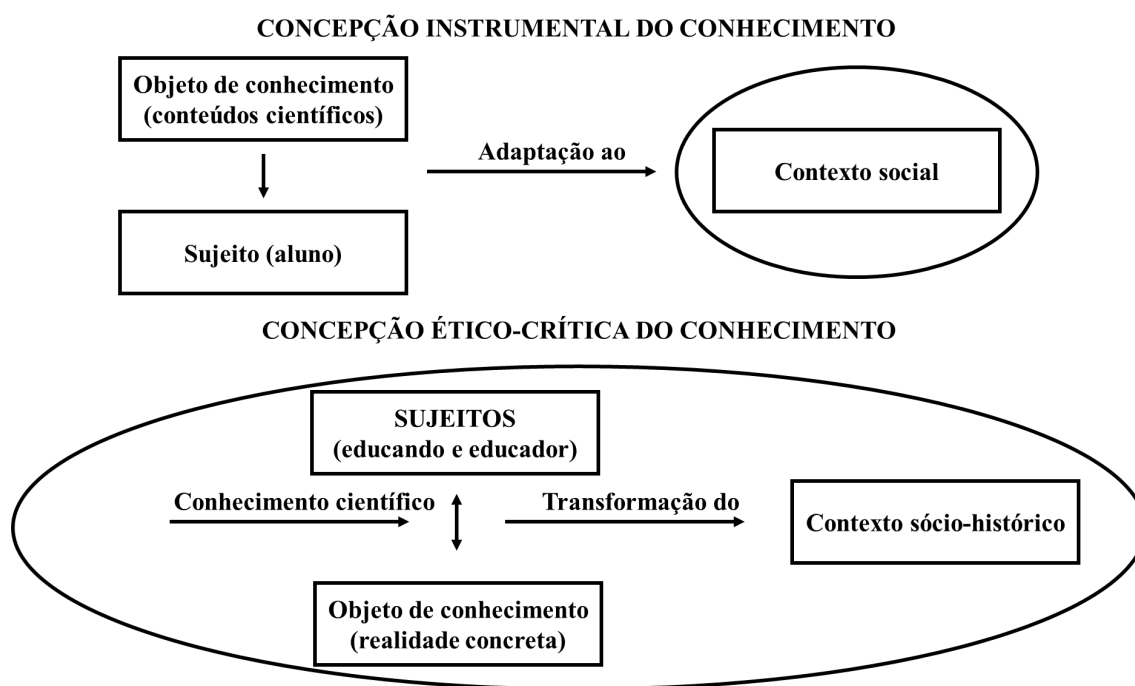 CONCEPÇÃO INSTRUMENTAL DO CONHECIMENTO
Objeto de conhecimento
(conteúdos científicos)
Adaptação ao
Contexto social
Sujeito (aluno)
CONCEPÇÃO ÉTICO-CRÍTICA DO CONHECIMENTO
SUJEITOS
(educando e educador)
Conhecimento científico
Transformação do
Contexto sócio-histórico
Objeto de conhecimento
(realidade concreta)